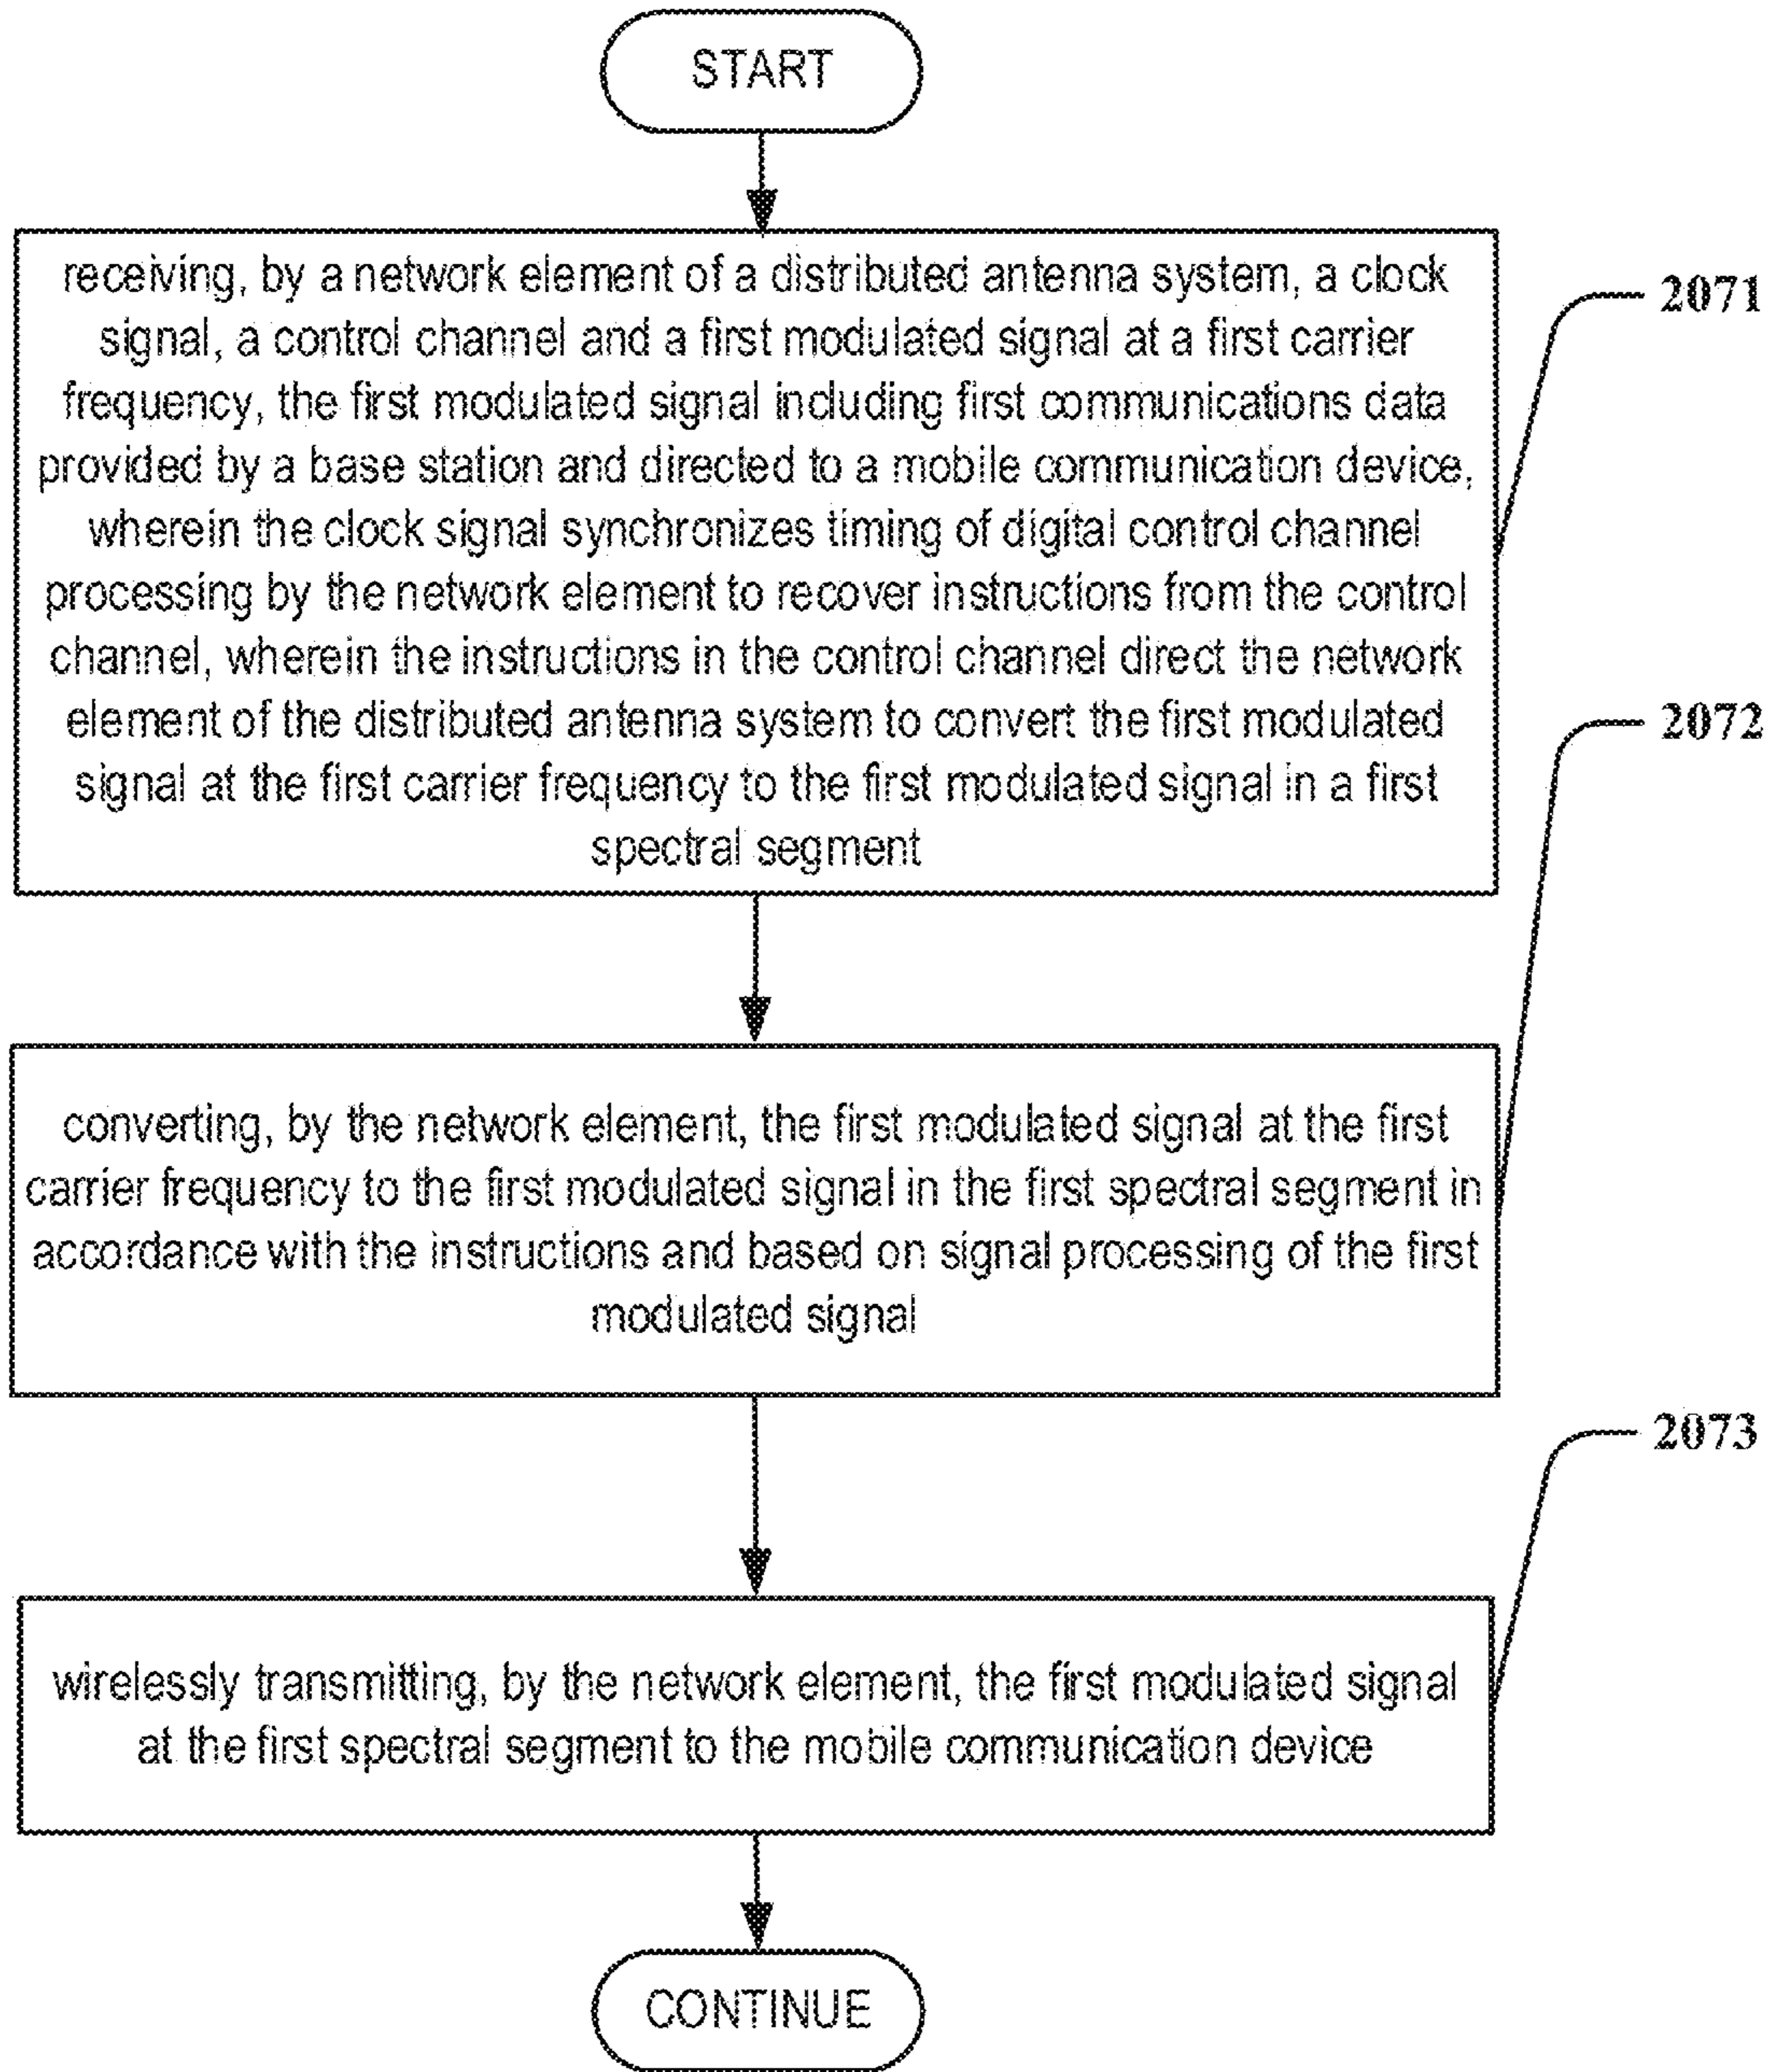 START
receiving, by a network element of a distributed antenna system, a clock
signal, a control channel and a first modulated signal at a first carrier
frequency, the first modulated signal including first communications data
provided by a base station and directed to a mobile communication device,
wherein the clock signal synchronizes timing of digital control channel
processing by the network element to recover instructions from the control
channel, wherein the instructions in the control channel direct the network
element of the distributed antenna system to convert the first modulated
signal at the first carrier frequency to the first modulated signal in a first
spectral segment
2071
2072
converting, by the network element, the first modulated signal at the first
carrier frequency to the first modulated signal in the first spectral segment in
accordance with the instructions and based on signal processing of the first
modulated signal
2073
wirelessly transmitting, by the network element, the first modulated signal
at the first spectral segment to the mobile communication device
CONTINUE